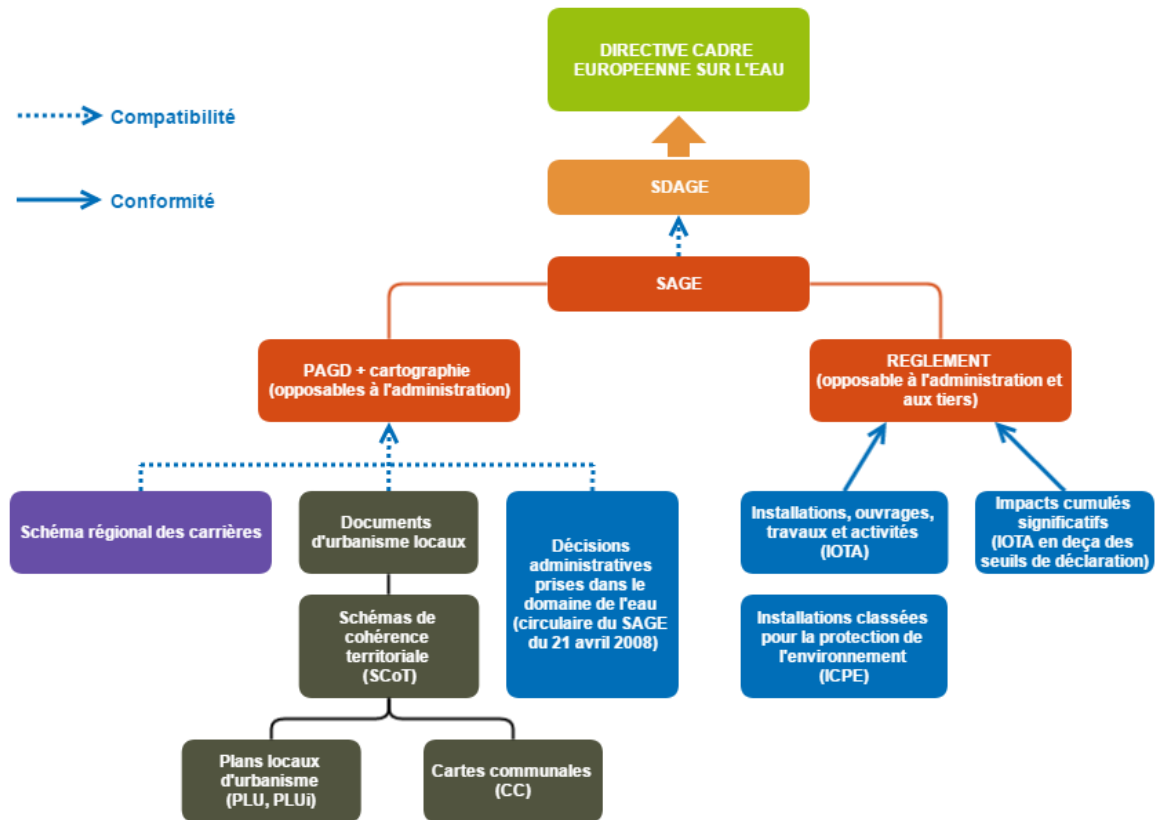 DIRECTIVE CADRE
EUROPEENNE SUR L'EAU
Compatibilité
SDAGE
Conformité
SAGE
PAGD + cartographie
(opposables à l'administration)
REGLEMENT
(opposable à l'administration et
aux tiers)
Schéma régional des carrières
Documents
d'urbanisme locaux
Décisions
administratives
prises dans le
domaine de l'eau
(circulaire du SAGE
du 21 avril 2008)
Installations, ouvrages,
travaux et activités
(IOTA)
Impacts cumulés
significatifs
(IOTA en deça des
seuils de déclaration)
Schémas de
cohérence
territoriale
(SCoT)
Installations classées
pour la protection de
l'environnement
(ICPE)
Plans locaux
d'urbanisme
(PLU, PLUi)
Cartes communales
(CC)